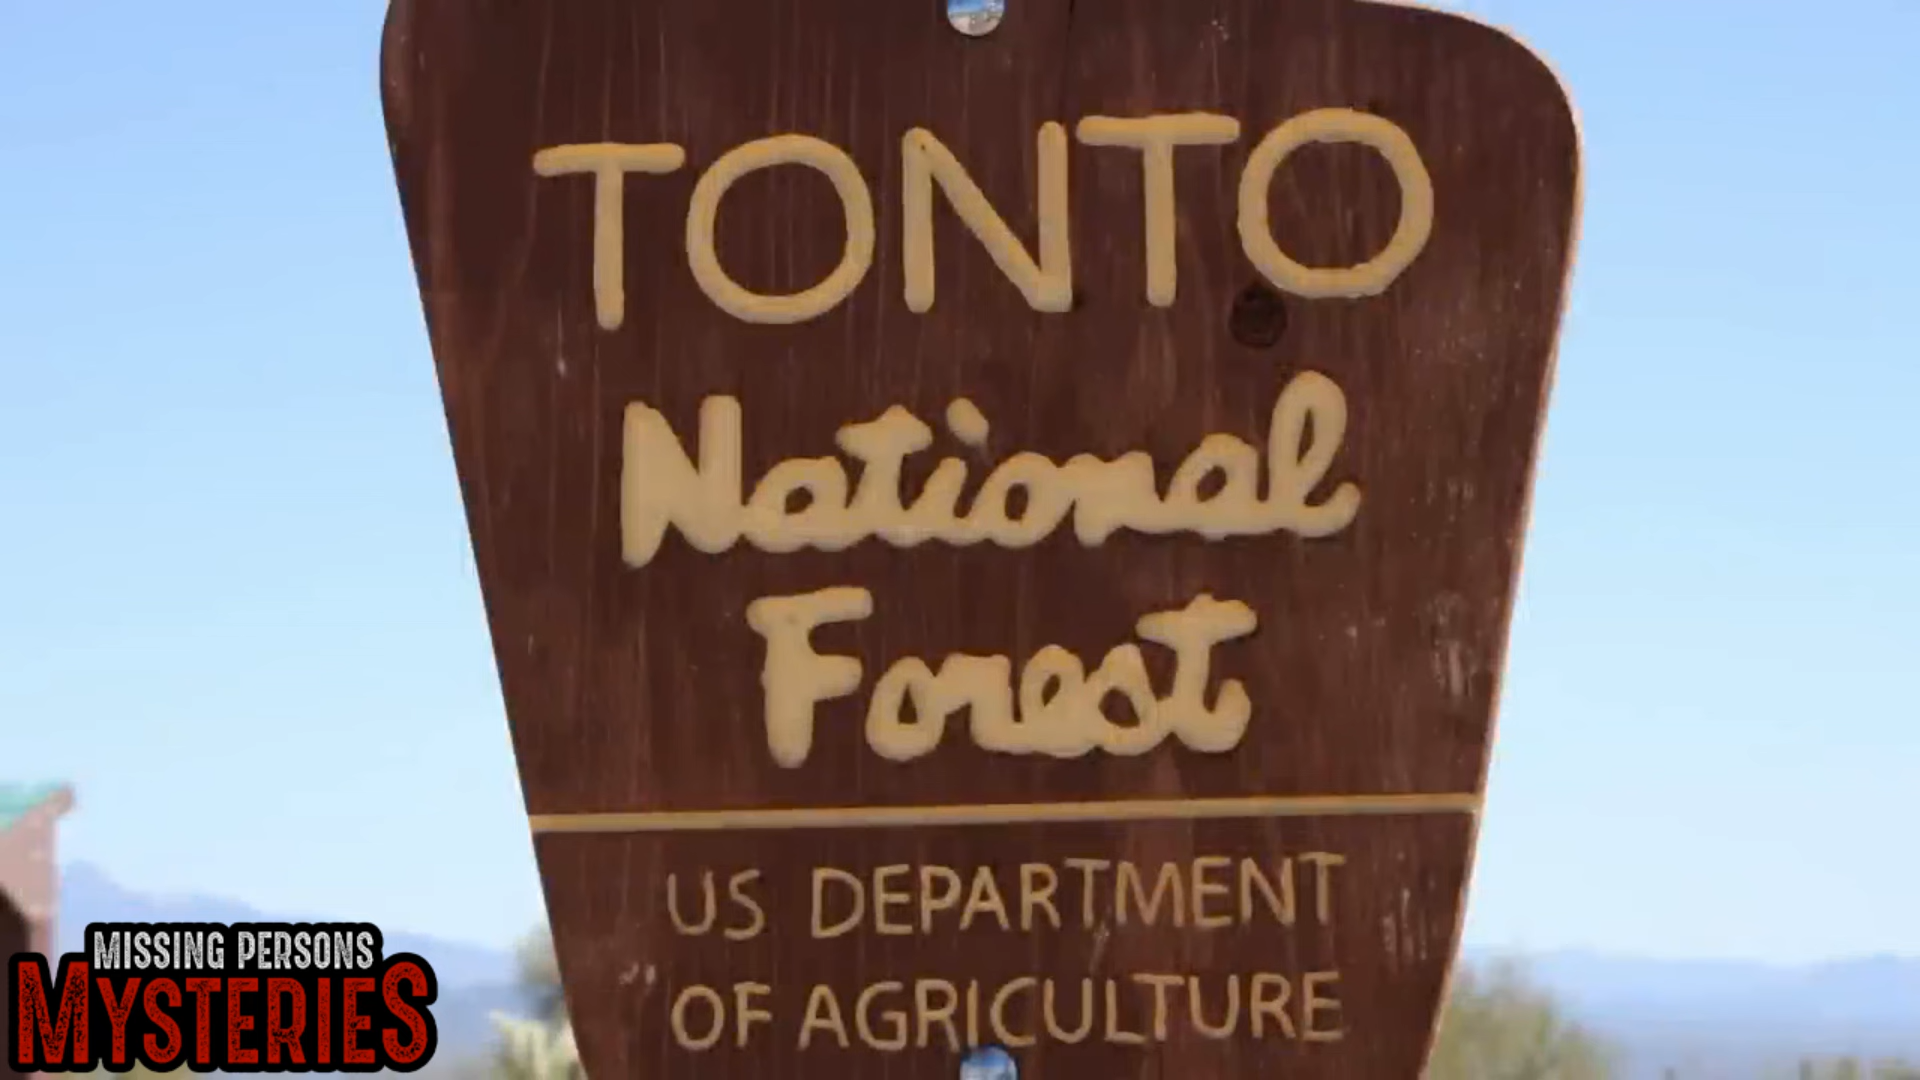 TONTO
National
Forest
US DEPARTMENT
OF AGRICULTURE
MISSING PERSONS
MYSTERIES